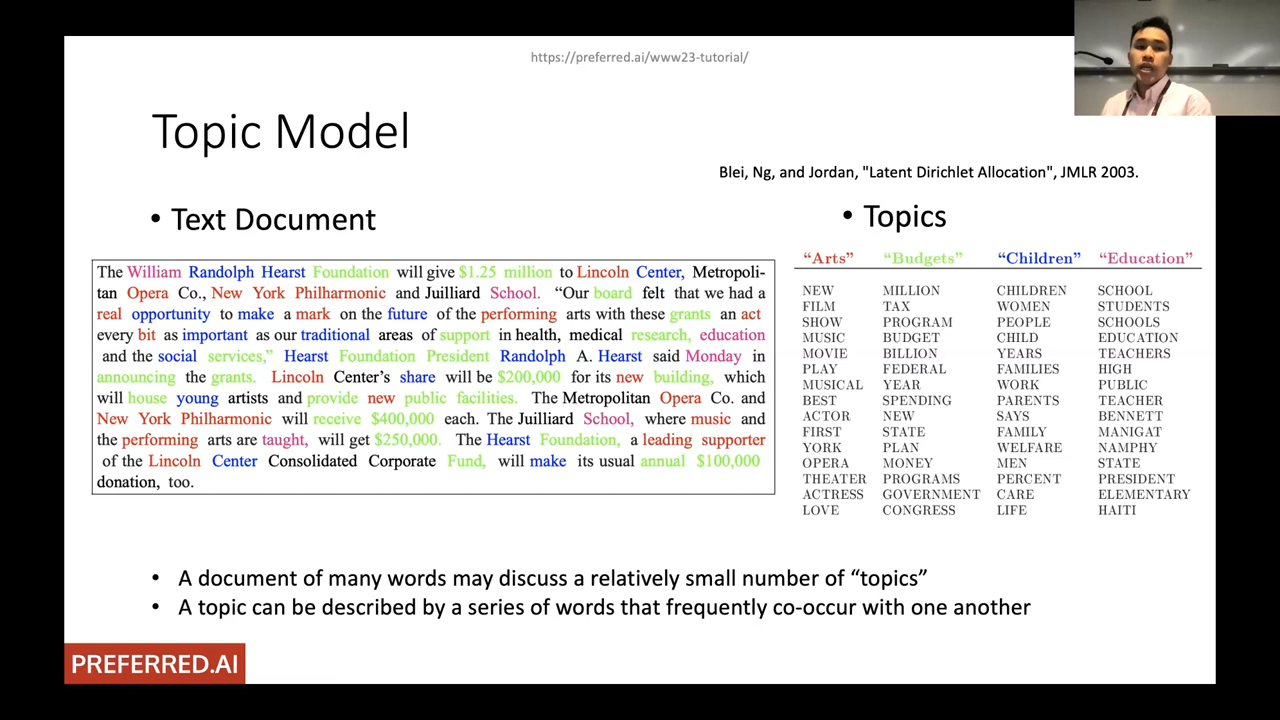 https://preferred.ai/www23-tutorial/
Topic Model
Blei, Ng, and Jordan, "Latent Dirichlet Allocation", JMLR 2003.
• Text Document
The William Randolph Hearst Foundation will give $1.25 million to Lincoln Center, Metropoli-
tan Opera Co., New York Philharmonic and Juilliard School. “Our board felt that we had a
real opportunity to make a mark on the future of the performing arts with these grants an act
every bit as important as our traditional areas of support in health, medical research, education
and the social services,” Hearst Foundation President Randolph A. Hearst said Monday in
announcing the grants. Lincoln Center’s share will be $200,000 for its new building, which
will house young artists and provide new public facilities. The Metropolitan Opera Co. and
New York Philharmonic will receive $400,000 each. The Juilliard School, where music and
the performing arts are taught, will get $250,000. The Hearst Foundation, a leading supporter
of the Lincoln Center Consolidated Corporate Fund, will make its usual annual $100,000
donation, too.
• Topics
“Arts” “Budgets” “Children” “Education”
NEW MILLION CHILDREN SCHOOL
FILM TAX WOMEN STUDENTS
SHOW PROGRAM PEOPLE SCHOOLS
MUSIC BUDGET CHILD EDUCATION
MOVIE BILLION YEARS TEACHERS
PLAY FEDERAL FAMILIES HIGH
MUSICAL YEAR WORK PUBLIC
BEST SPENDING PARENTS TEACHER
ACTOR NEW SAYS BENNETT
FIRST STATE FAMILY MANIGAT
YORK PLAN WELFARE NAMPHY
OPERA MONEY MEN STATE
THEATER PROGRAMS PERCENT PRESIDENT
ACTRESS GOVERNMENT CARE ELEMENTARY
LOVE CONGRESS LIFE HAITI
• A document of many words may discuss a relatively small number of “topics”
• A topic can be described by a series of words that frequently co-occur with one another
PREFERRED.AI